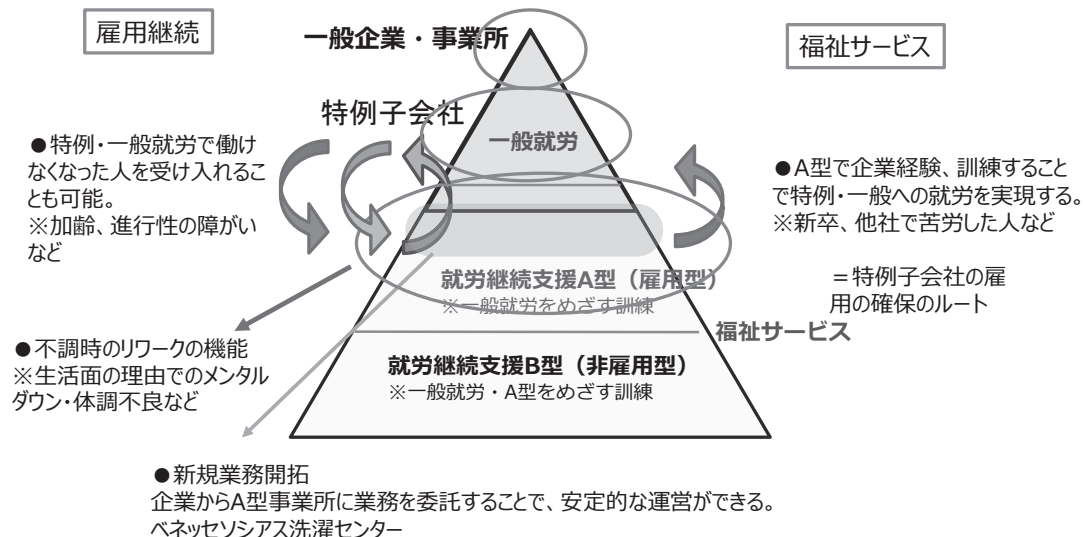 雇用継続
一般企業・事業所
福祉サービス
特例子会社
一般就労
●特例・一般就労で働け
なくなった人を受け入れるこ
とも可能。
※加齢、進行性の障がい
など
●A型で企業経験、訓練すること
で特例・一般への就労を実現する。
※新卒、他社で苦労した人など
＝特例子会社の雇
用の確保のルート
就労継続支援A型（雇用型）
※一般就労をめざす訓練
福祉サービス
●不調時のリワークの機能
※生活面の理由でのメンタル
ダウン・体調不良など
就労継続支援B型（非雇用型）
※一般就労・A型をめざす訓練
●新規業務開拓
企業からA型事業所に業務を委託することで、安定的な運営ができる。
ベネッセソシアス洗濯センター